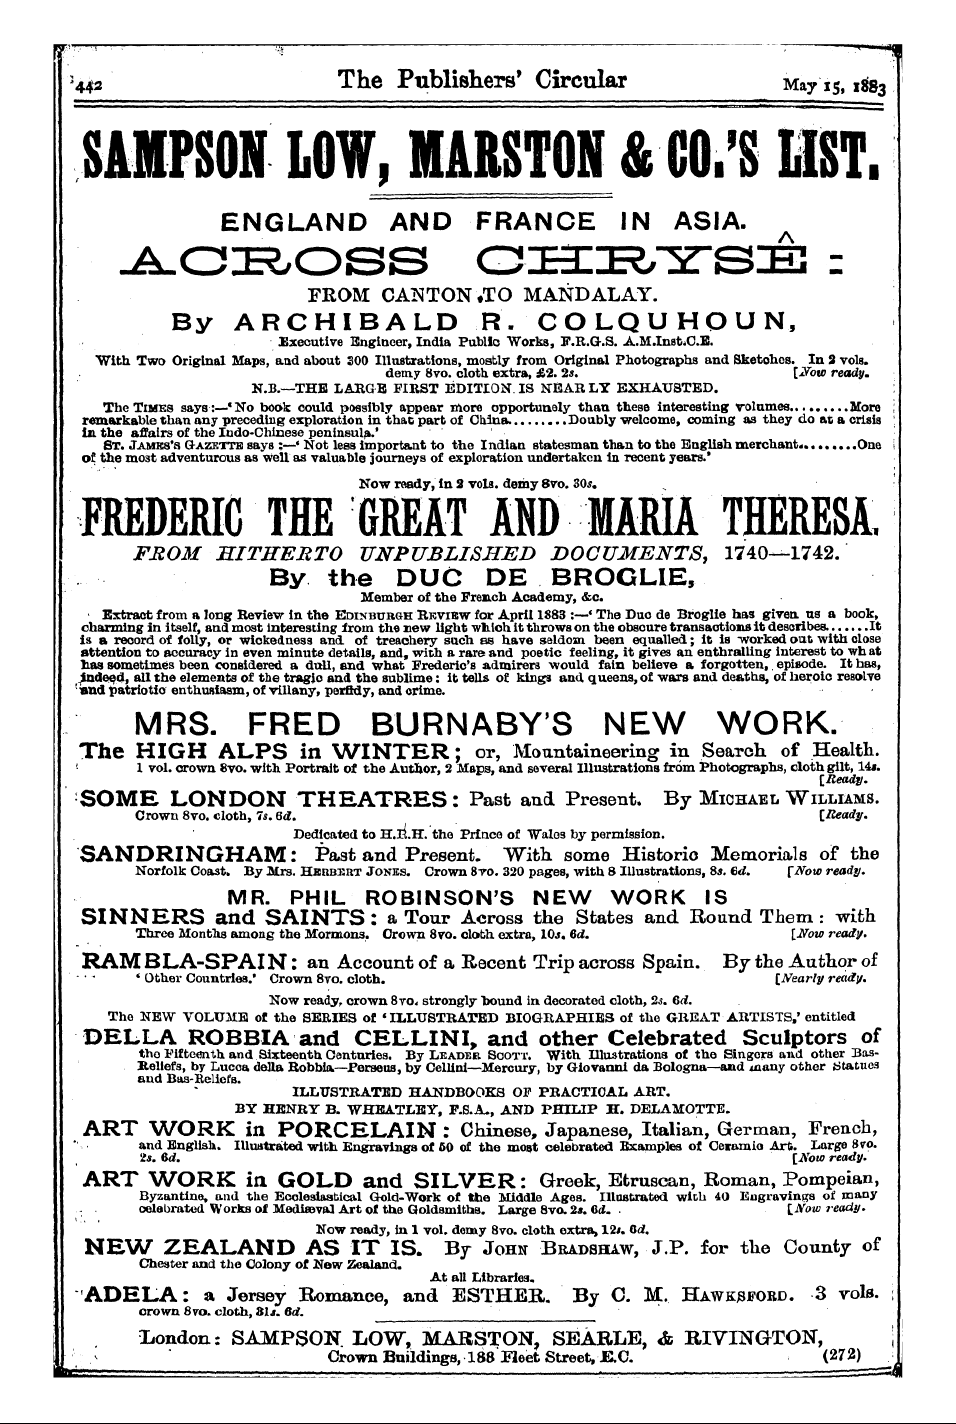 442 The Publishers' Circular May 15, 1883
SAMPSON LOW, MARSTON & CO.'S LIST.
ENGLAND AND FRANCE IN ASIA.
ACROSS CHRYSÊ:
FROM CANTON TO MANDALAY.
By ARCHIBALD R. COLQUHOUN,
Executive Engineer, India Public Works, F.R.G.S. A.M.Inst.C.E.
With Two Original Maps, and about 300 Illustrations, mostly from Original Photographs and Sketches. In 2 vols.
demy 8vo. cloth extra, £2. 2s. [Now ready.
N.B.—THE LARGE FIRST EDITION IS NEARLY EXHAUSTED.
The TIMES says:—'No book could possibly appear more opportunely than these interesting volumes.........More
remarkable than any preceding exploration in that part of China.........Doubly welcome, coming as they do at a crisis
in the affairs of the Indo-Chinese peninsula.'
ST. JAMES'S GAZETTE says:—'Not less important to the Indian statesman than to the English merchant.........One
of the most adventurous as well as valuable journeys of exploration undertaken in recent years.'
Now ready, in 2 vols. demy 8vo. 30s.
FREDERIC THE GREAT AND MARIA THERESA.
FROM HITHERTO UNPUBLISHED DOCUMENTS, 1740—1742.
By the DUC DE BROGLIE,
Member of the French Academy, &c.
Extract from a long Review in the EDINBURGH REVIEW for April 1883:—'The Duc de Broglie has given us a book,
charming in itself, and most interesting from the new light which it throws on the obscure transactions it describes.......It
is a record of folly, or wickedness and of treachery such as have seldom been equalled; it is worked out with close
attention to accuracy in even minute details, and, with a rare and poetic feeling, it gives an enthralling interest to what
has sometimes been considered a dull, and what Frederic's admirers would fain believe a forgotten, episode. It has,
indeed, all the elements of the tragic and the sublime: it tells of kings and queens, of wars and deaths, of heroic resolve
and patriotic enthusiasm, of villany, perfidy, and crime.
MRS. FRED BURNABY'S NEW WORK.
The HIGH ALPS in WINTER; or, Mountaineering in Search of Health.
1 vol. crown 8vo. with Portrait of the Author, 2 Maps, and several Illustrations from Photographs, cloth gilt, 14s.
[Ready.
SOME LONDON THEATRES: Past and Present. By MICHAEL WILLIAMS.
Crown 8vo. cloth, 7s. 6d. [Ready.
Dedicated to H.R.H. the Prince of Wales by permission.
SANDRINGHAM: Past and Present. With some Historic Memorials of the
Norfolk Coast. By Mrs. HERBERT JONES. Crown 8vo. 320 pages, with 8 Illustrations, 8s. 6d. [Now ready.
MR. PHIL ROBINSON'S NEW WORK IS
SINNERS and SAINTS: a Tour Across the States and Round Them: with
Three Months among the Mormons. Crown 8vo. cloth extra, 10s. 6d. [Now ready.
RAMBLA-SPAIN: an Account of a Recent Trip across Spain. By the Author of
'Other Countries.' Crown 8vo. cloth. [Nearly ready.
Now ready, crown 8vo. strongly bound in decorated cloth, 2s. 6d.
The NEW VOLUME of the SERIES of 'ILLUSTRATED BIOGRAPHIES of the GREAT ARTISTS,' entitled
DELLA ROBBIA and CELLINI, and other Celebrated Sculptors of
the Fifteenth and Sixteenth Centuries. By LEADER SCOTT. With Illustrations of the Singers and other Bas-
Reliefs, by Lucca della Robbia—Perseus, by Cellini—Mercury, by Giovanni da Bologna—and many other Statues
and Bas-Reliefs.
ILLUSTRATED HANDBOOKS OF PRACTICAL ART.
BY HENRY B. WHEATLEY, F.S.A., AND PHILIP H. DELAMOTTE.
ART WORK in PORCELAIN: Chinese, Japanese, Italian, German, French,
and English. Illustrated with Engravings of 50 of the most celebrated Examples of Ceramic Art. Large 8vo.
2s. 6d. [Now ready.
ART WORK in GOLD and SILVER: Greek, Etruscan, Roman, Pompeian,
Byzantine, and the Ecclesiastical Gold-Work of the Middle Ages. Illustrated with 40 Engravings of many
celebrated Works of Mediæval Art of the Goldsmiths. Large 8vo. 2s. 6d. [Now ready.
Now ready, in 1 vol. demy 8vo. cloth extra, 12s. 6d.
NEW ZEALAND AS IT IS. By JOHN BRADSHAW, J.P. for the County of
Chester and the Colony of New Zealand.
At all Libraries.
ADELA: a Jersey Romance, and ESTHER. By C. M. HAWKSFORD. 3 vols.
crown 8vo. cloth, 31s. 6d.
London: SAMPSON LOW, MARSTON, SEARLE, & RIVINGTON,
Crown Buildings, 188 Fleet Street, E.C. (272)